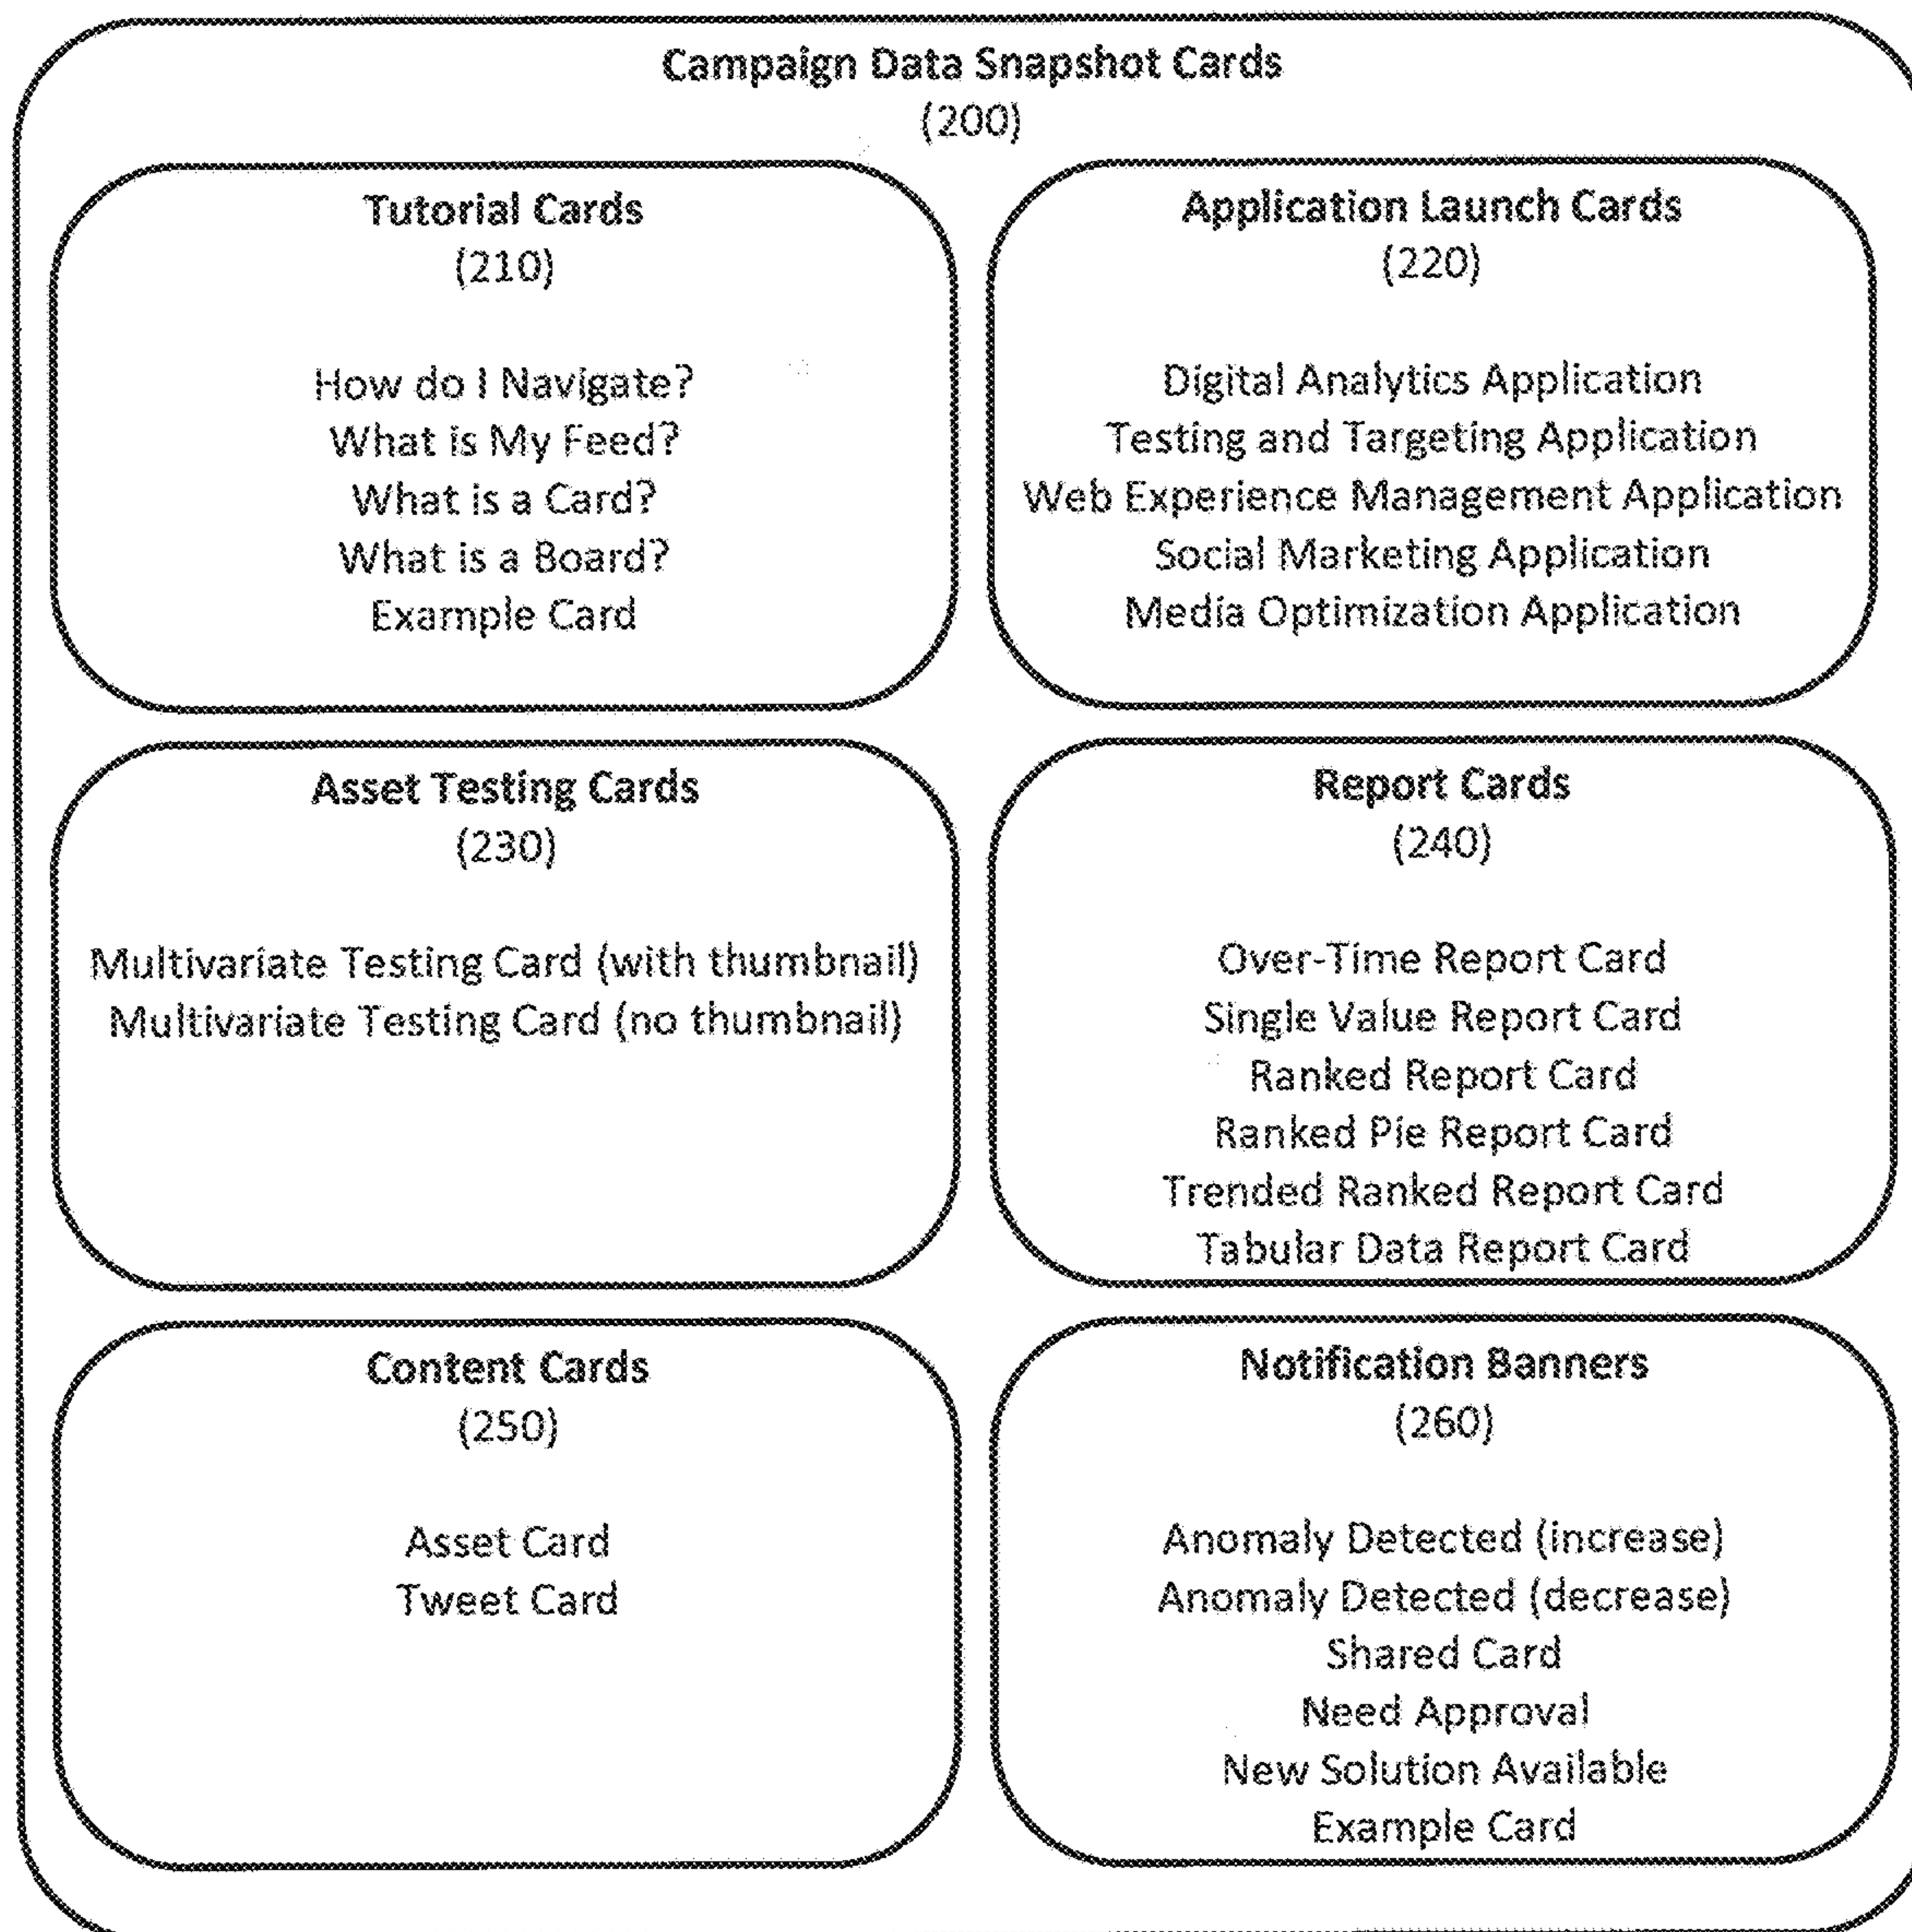 Campaign Data Snapshot Cards
(200)
Tutorial Cards
(210)
How do I Navigate?
What is My Feed?
What is a Card?
What is a Board?
Example Card
Application Launch Cards
(220)
Digital Analytics Application
Testing and Targeting Application
Web Experience Management Application
Social Marketing Application
Media Optimization Application
Asset Testing Cards
(230)
Multivariate Testing Card (with thumbnail)
Multivariate Testing Card (no thumbnail)
Report Cards
(240)
Over-Time Report Card
Single Value Report Card
Ranked Report Card
Ranked Pie Report Card
Trended Ranked Report Card
Tabular Data Report Card
Content Cards
(250)
Asset Card
Tweet Card
Notification Banners
(260)
Anomaly Detected (increase)
Anomaly Detected (decrease)
Shared Card
Need Approval
New Solution Available
Example Card